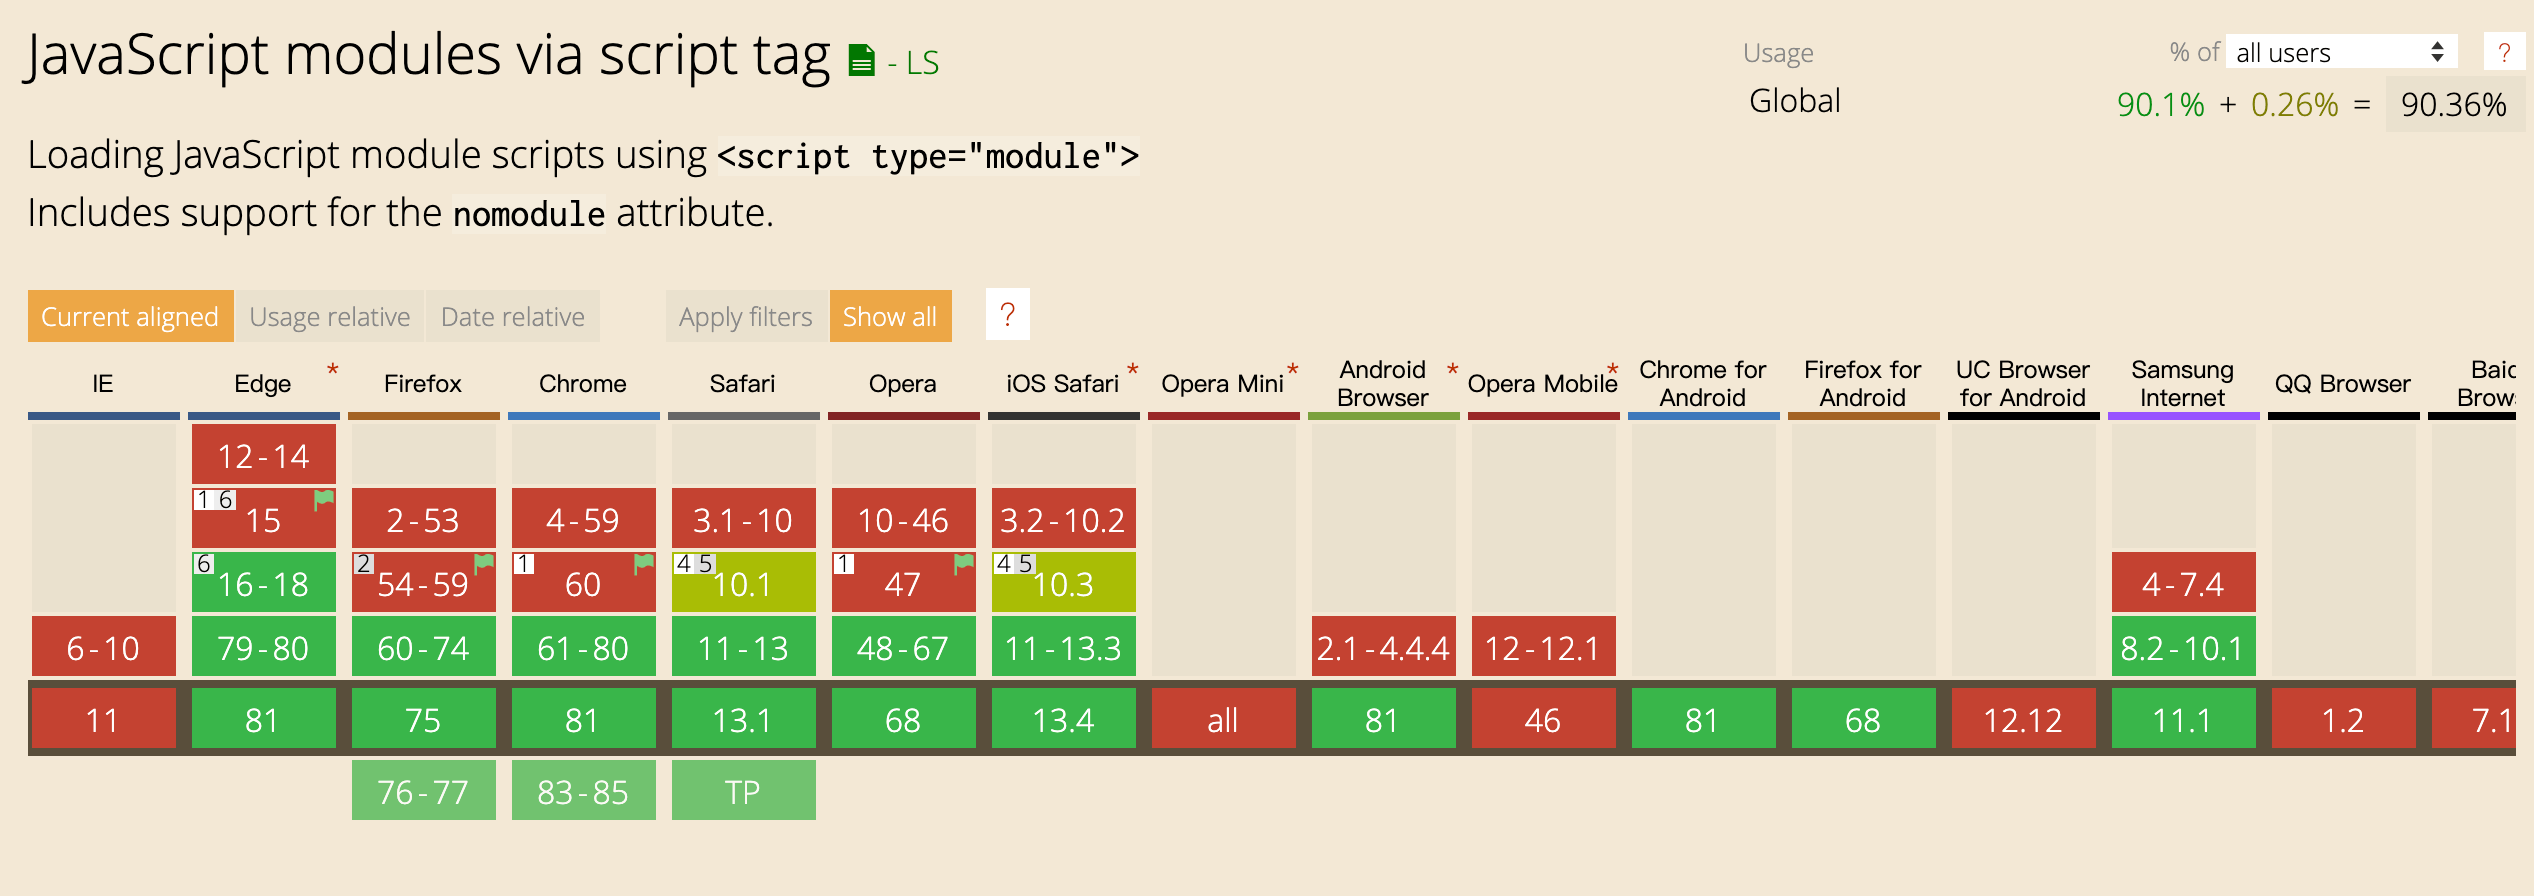 JavaScript modules via script tag - LS
Usage % of all users ?
Global 90.1% + 0.26% = 90.36%
Loading JavaScript module scripts using <script type="module">
Includes support for the nomodule attribute.
Current aligned Usage relative Date relative Apply filters Show all ?
IE Edge * Firefox Chrome Safari Opera iOS Safari * Opera Mini * Android Browser * Opera Mobile * Chrome for Android Firefox for Android UC Browser for Android Samsung Internet QQ Browser
12-14
1 6 15 2-53 4-59 3.1-10 10-46 3.2-10.2
6 16-18 2 54-59 1 60 4 5 10.1 1 47 4 5 10.3 4-7.4
6-10 79-80 60-74 61-80 11-13 48-67 11-13.3 2.1-4.4.4 12-12.1 8.2-10.1
11 81 75 81 13.1 68 13.4 all 81 46 81 68 12.12 11.1 1.2 7.1
76-77 83-85 TP